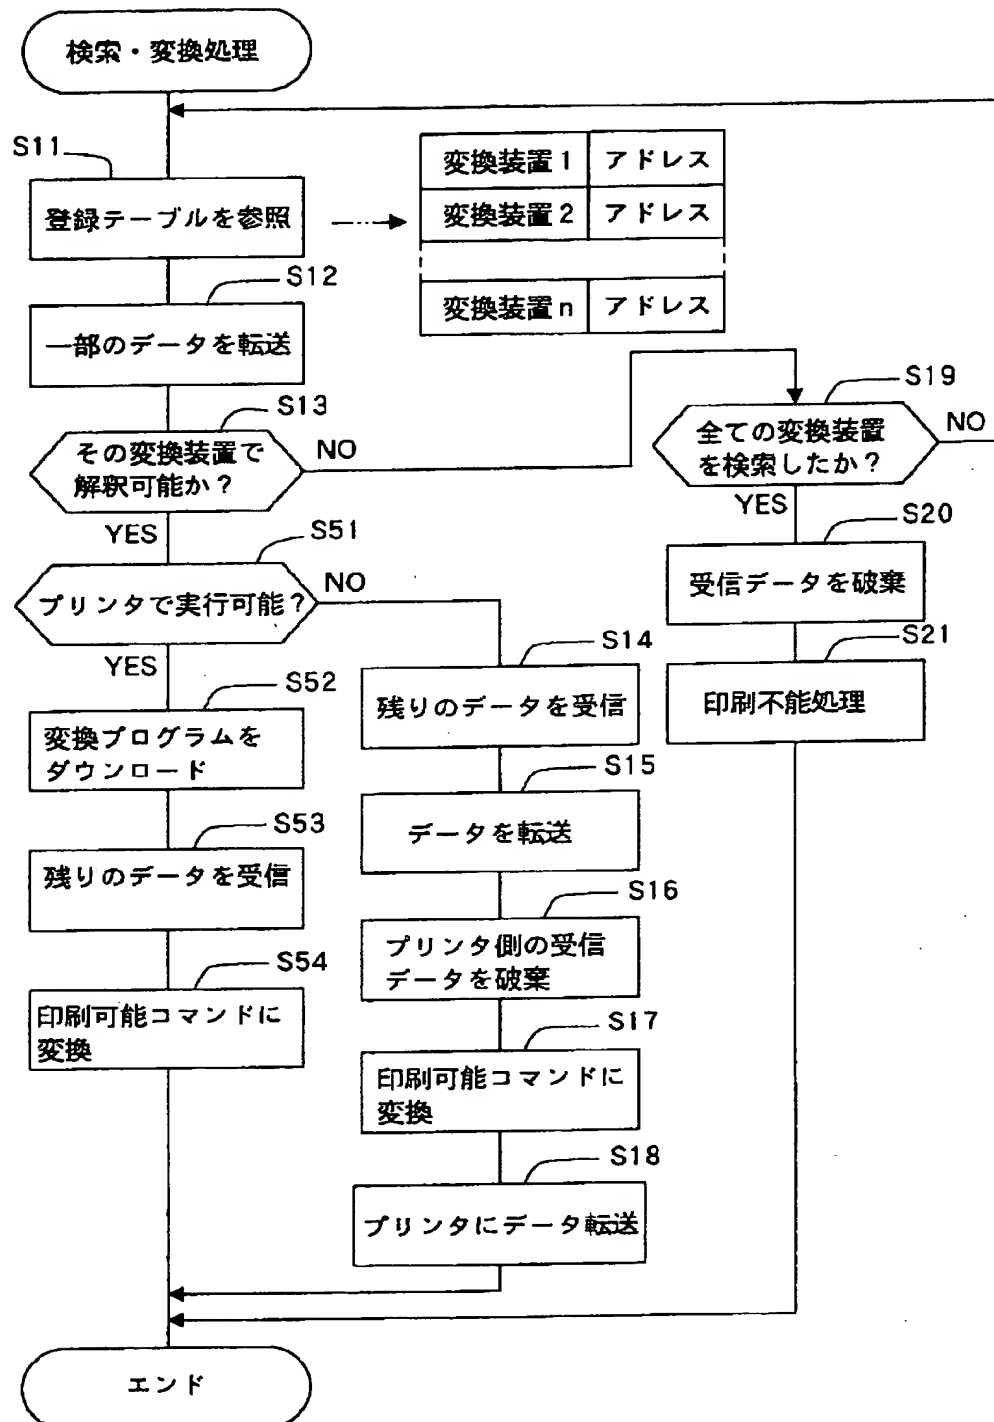 検索・変換処理
S11
登録テーブルを参照
変換装置1 アドレス
変換装置2 アドレス
変換装置n アドレス
S12
一部のデータを転送
S13
その変換装置で
解釈可能か?
NO
YES
S19
全ての変換装置
を検索したか?
NO
YES
S20
受信データを破棄
S21
印刷不能処理
S51
プリンタで実行可能?
NO
YES
S52
変換プログラムを
ダウンロード
S53
残りのデータを受信
S54
印刷可能コマンドに
変換
S14
残りのデータを受信
S15
データを転送
S16
プリンタ側の受信
データを破棄
S17
印刷可能コマンドに
変換
S18
プリンタにデータ転送
エンド